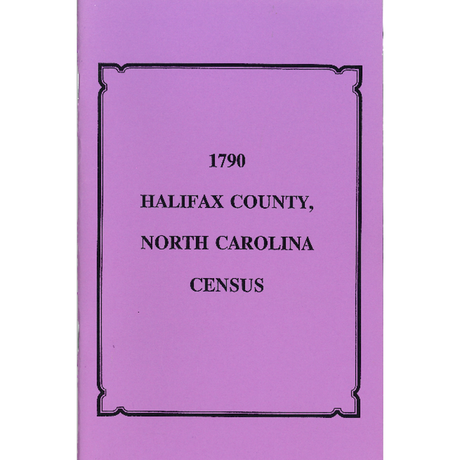 1790
HALIFAX COUNTY,
NORTH CAROLINA
CENSUS